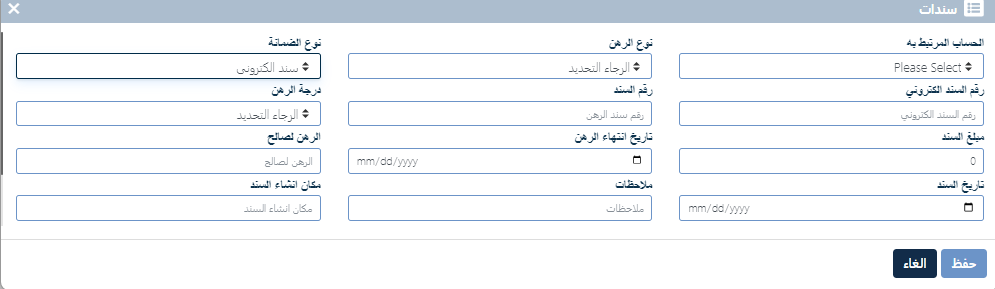 سندات
الحساب المرتبط به
نوع الرهن
نوع الضمانة
Please Select
الرجاء التحديد
سند الكتروني
رقم السند الكتروني
رقم السند
درجة الرهن
رقم السند الكتروني
رقم سند الرهن
الرجاء التحديد
مبلغ السند
تاريخ انتهاء الرهن
الرهن لصالح
0
mm/dd/yyyy
الرهن لصالح
تاريخ السند
ملاحظات
مكان انشاء السند
mm/dd/yyyy
ملاحظات
مكان انشاء السند
حفظ
الغاء